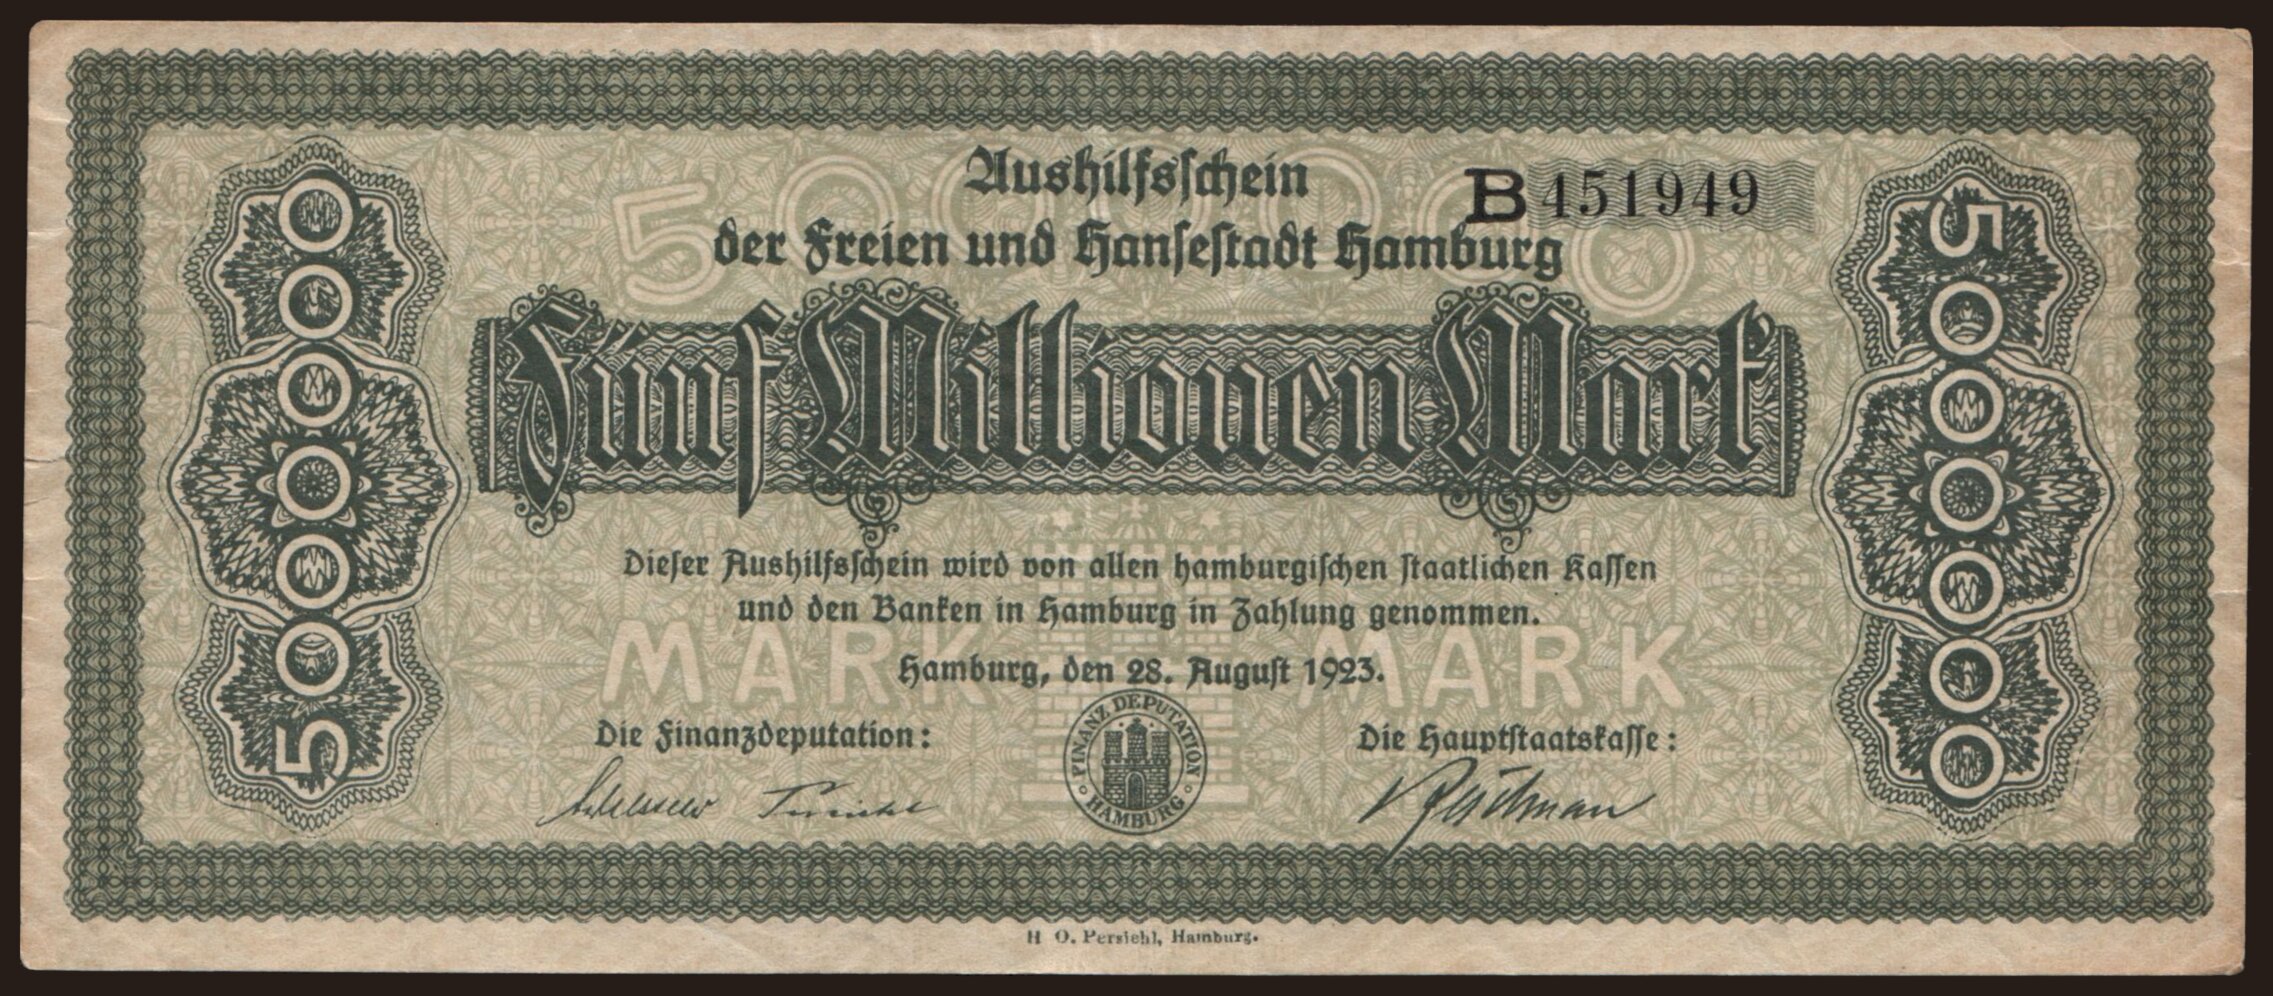 Aushilfsschein
B 451949
der Freien und Hansestadt Hamburg
5000000
5000000
5000000
Fünf Millionen Mark
Dieser Aushilfsschein wird von allen hamburgischen staatlichen Kassen
und den Banken in Hamburg in Zahlung genommen.
MARK MARK
Hamburg, den 28. August 1923.
Die Finanzdeputation:
Die Hauptstaatskasse:
FINANZ DEPUTATION
HAMBURG
H O. Persiehl, Hamburg.